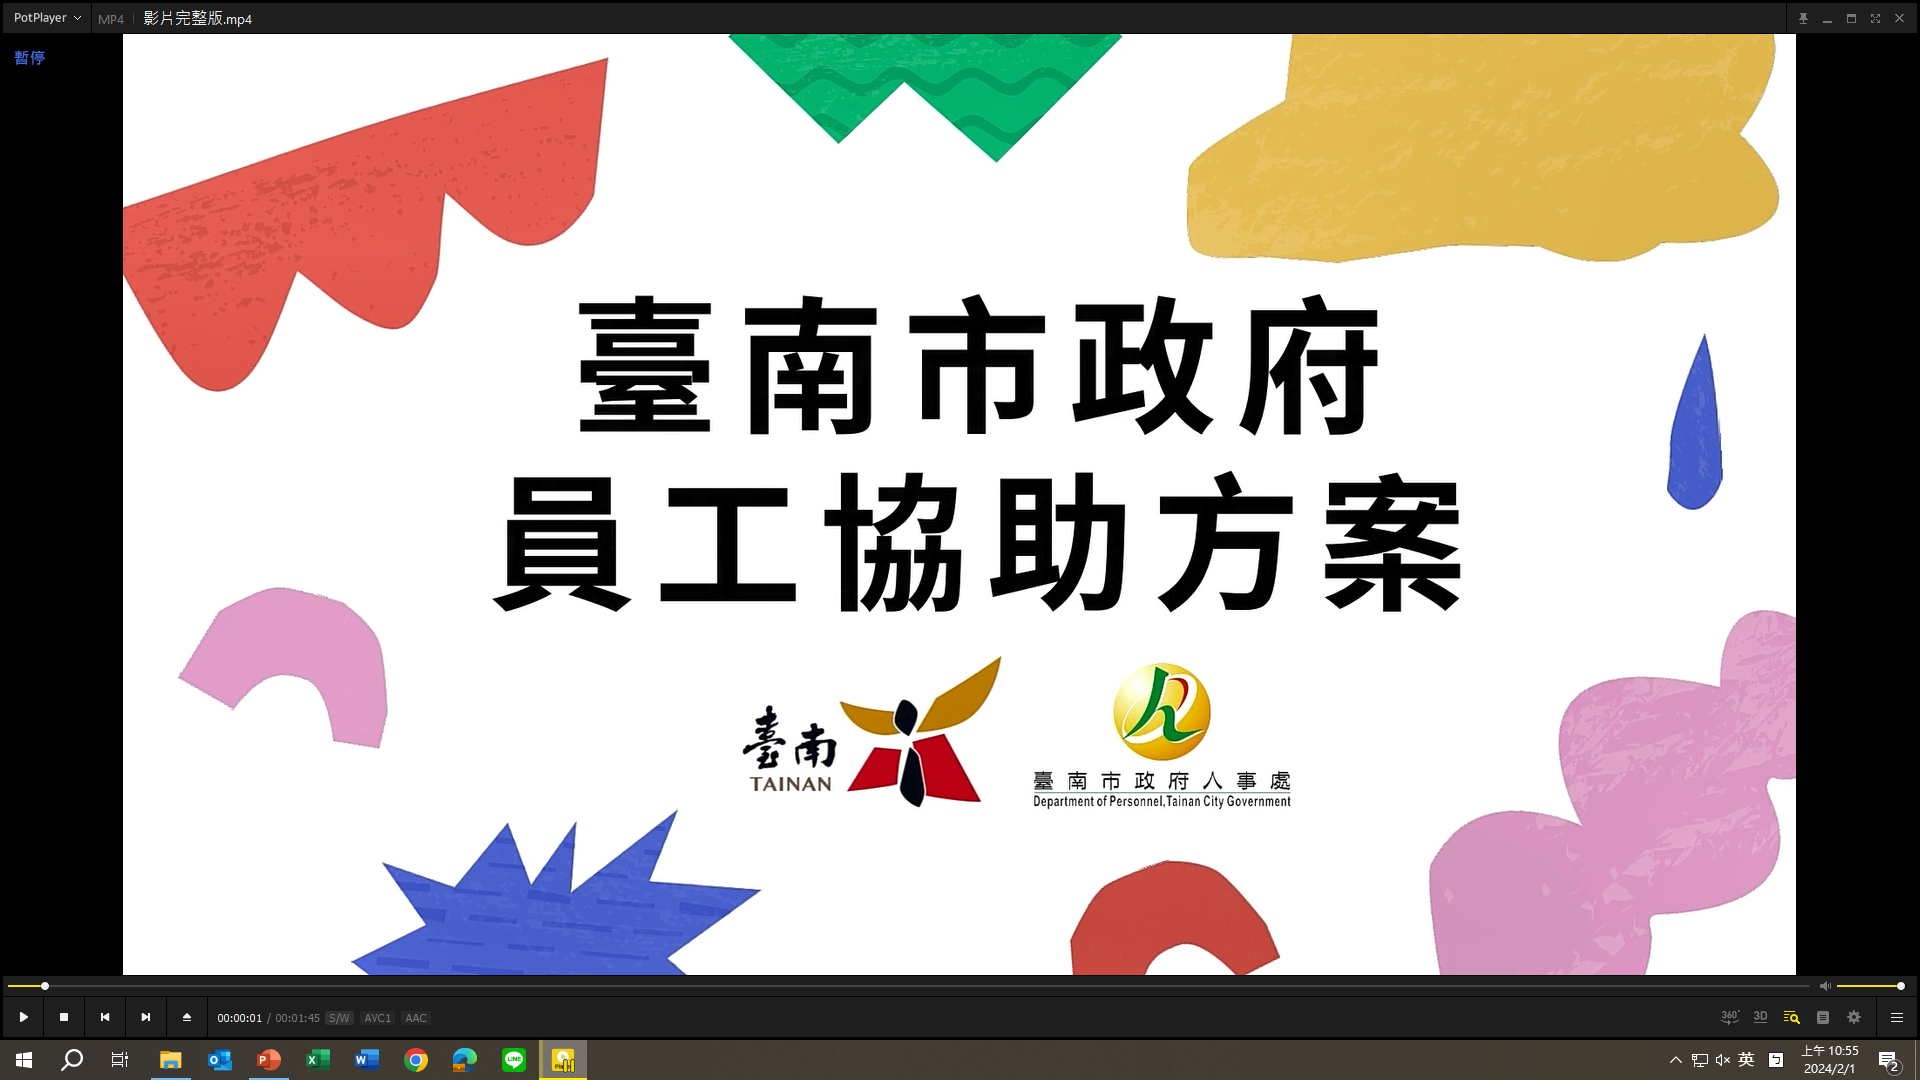 PotPlayer
MP4
影片完整版.mp4
暫停
臺南市政府
員工協助方案
臺南
TAINAN
臺南市政府人事處
Department of Personnel,Tainan City Government
00:00:01 / 00:01:45 S/W AVC1 AAC
360°
3D
英
上午 10:55
2024/2/1
2